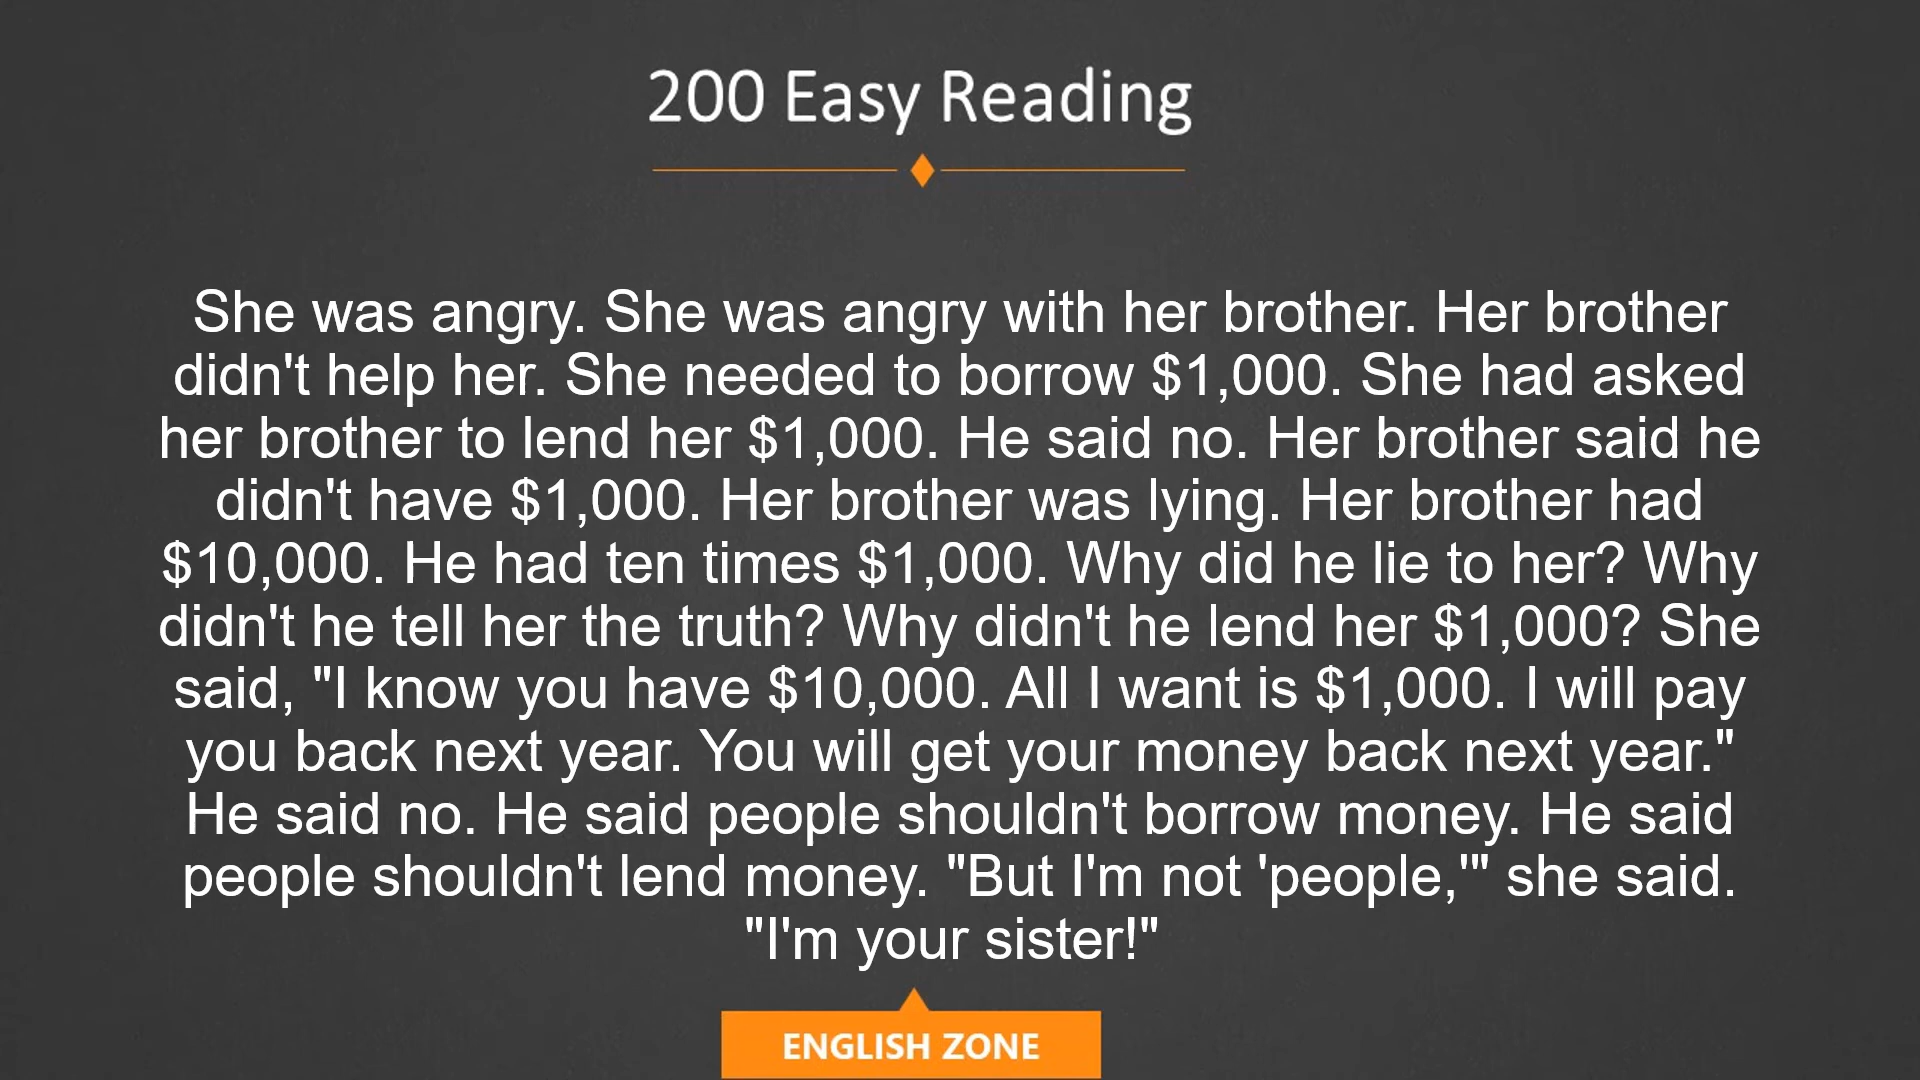 200 Easy Reading
She was angry. She was angry with her brother. Her brother
didn't help her. She needed to borrow $1,000. She had asked
her brother to lend her $1,000. He said no. Her brother said he
didn't have $1,000. Her brother was lying. Her brother had
$10,000. He had ten times $1,000. Why did he lie to her? Why
didn't he tell her the truth? Why didn't he lend her $1,000? She
said, "I know you have $10,000. All I want is $1,000. I will pay
you back next year. You will get your money back next year."
He said no. He said people shouldn't borrow money. He said
people shouldn't lend money. "But I'm not 'people,'" she said.
"I'm your sister!"
ENGLISH ZONE